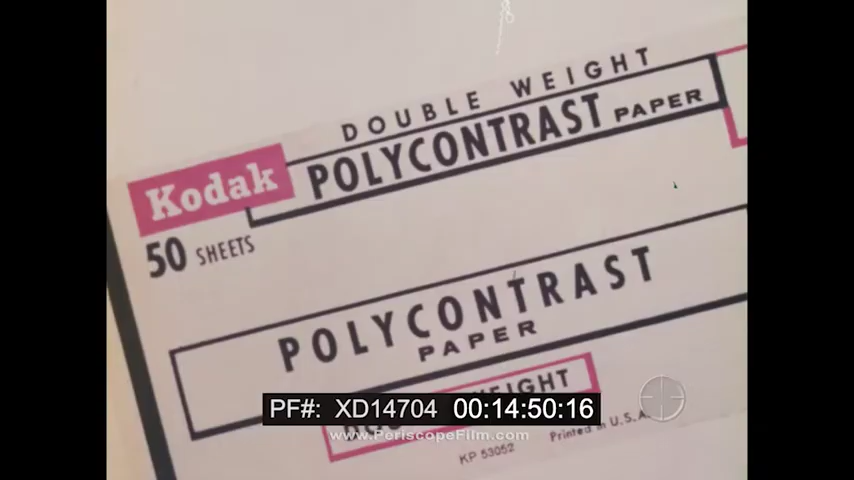 DOUBLE WEIGHT
Kodak POLYCONTRAST PAPER
50 SHEETS
POLYCONTRAST
PAPER
PF#: XD14704 00:14:50:16
www.PeriscopeFilm.com
Printed in U.S.A.
KP 53052